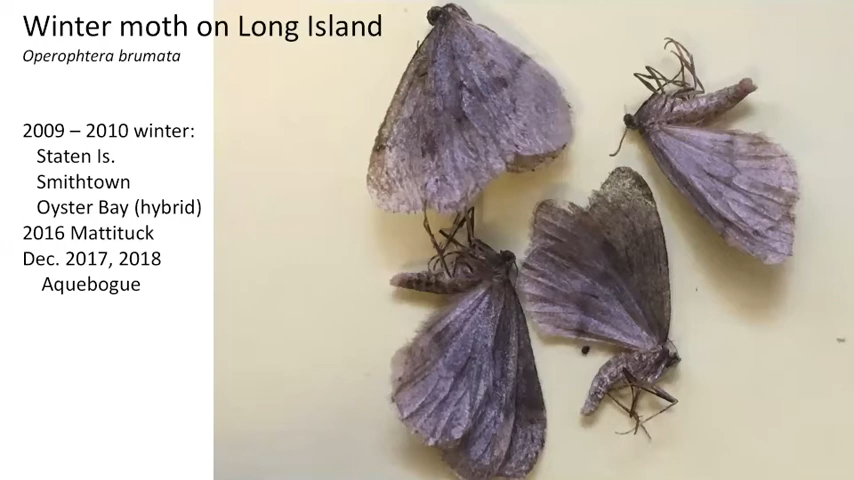 Winter moth on Long Island
Operophtera brumata
2009 – 2010 winter:
Staten Is.
Smithtown
Oyster Bay (hybrid)
2016 Mattituck
Dec. 2017, 2018
Aquebogue